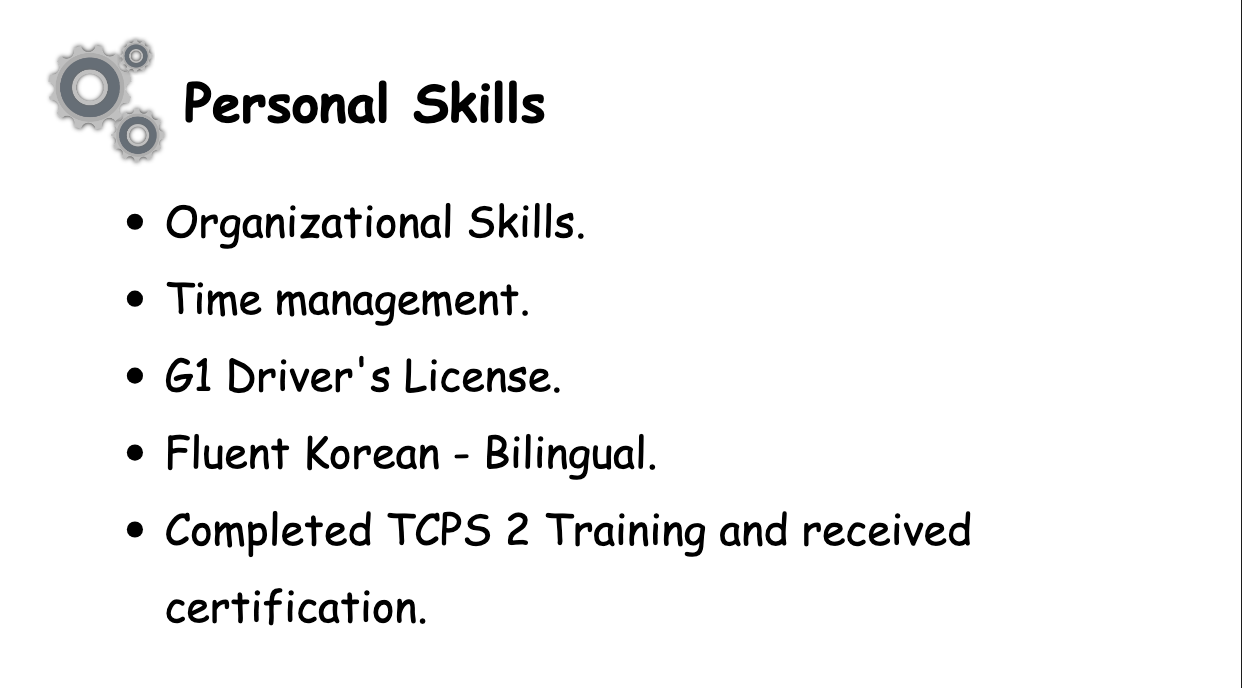 Personal Skills
• Organizational Skills.
• Time management.
• G1 Driver's License.
• Fluent Korean - Bilingual.
• Completed TCPS 2 Training and received
certification.